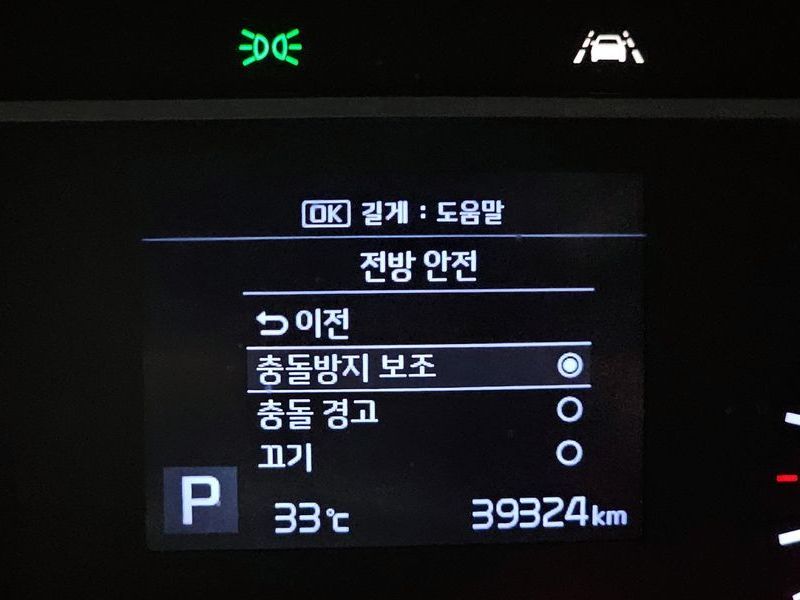 OK 길게 : 도움말
전방 안전
이전
충돌방지 보조
충돌 경고
끄기
P
33℃
39324km